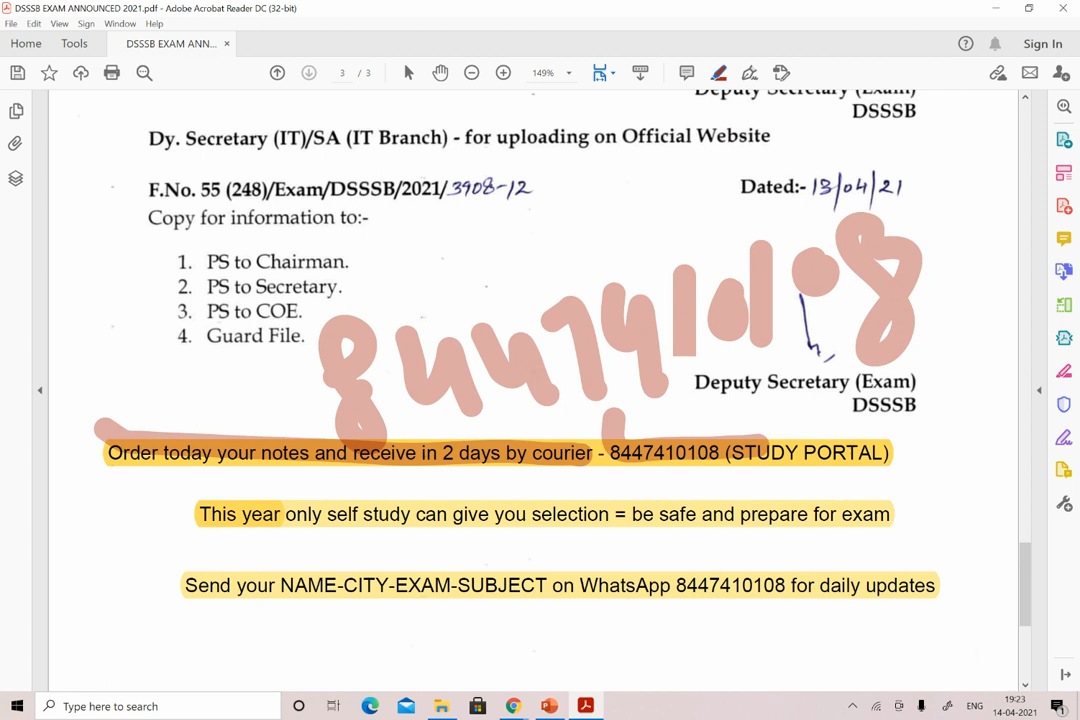 DSSSB EXAM ANNOUNCED 2021.pdf - Adobe Acrobat Reader DC (32-bit)
File Edit View Sign Window Help
Home Tools DSSSB EXAM ANN... × Sign In
3 / 3 149%
Deputy Secretary (Exam)
DSSSB
Dy. Secretary (IT)/SA (IT Branch) - for uploading on Official Website
F.No. 55 (248)/Exam/DSSSB/2021/3908-12 Dated:- 13/04/21
Copy for information to:-
1. PS to Chairman.
2. PS to Secretary.
3. PS to COE.
4. Guard File.
8447410108
Deputy Secretary (Exam)
DSSSB
Order today your notes and receive in 2 days by courier - 8447410108 (STUDY PORTAL)
This year only self study can give you selection = be safe and prepare for exam
Send your NAME-CITY-EXAM-SUBJECT on WhatsApp 8447410108 for daily updates
Type here to search
ENG
19:23
14-04-2021